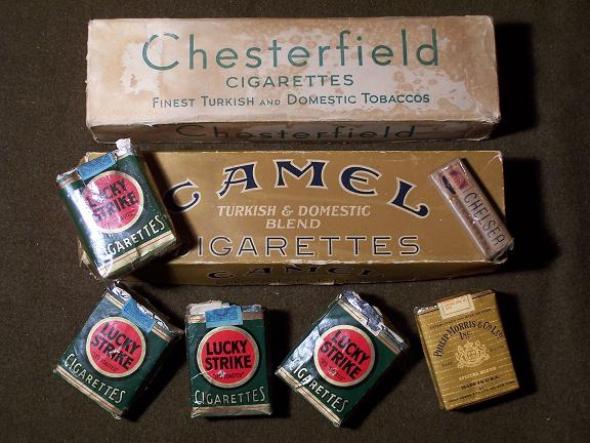 Chesterfield
CIGARETTES
FINEST TURKISH AND DOMESTIC TOBACCOS
Chesterfield
CAMEL
TURKISH & DOMESTIC
BLEND
CIGARETTES
CAMEL
CHELSEA
LUCKY
STRIKE
CIGARETTES
LUCKY
STRIKE
CIGARETTES
LUCKY
STRIKE
CIGARETTES
LUCKY
STRIKE
CIGARETTES
PHILIP MORRIS & CO. LTD.
INC.